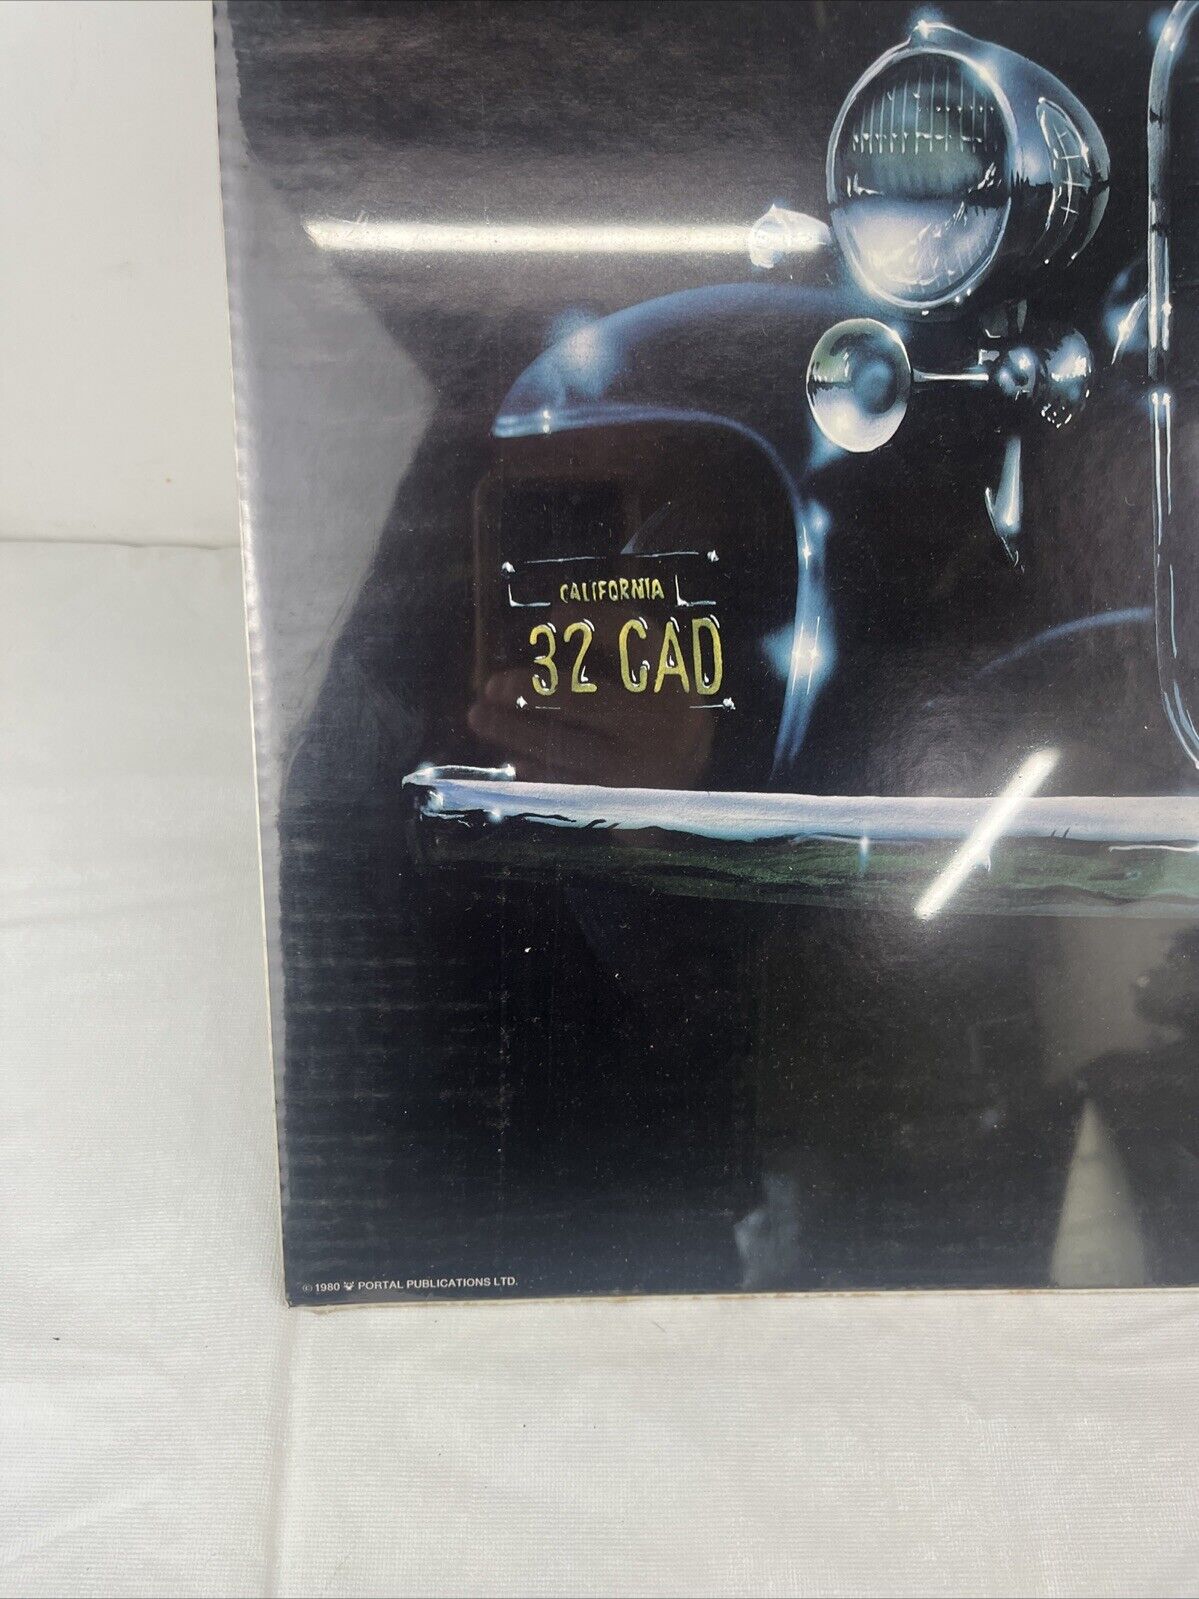 CALIFORNIA
32 CAD
© 1980 PORTAL PUBLICATIONS LTD.